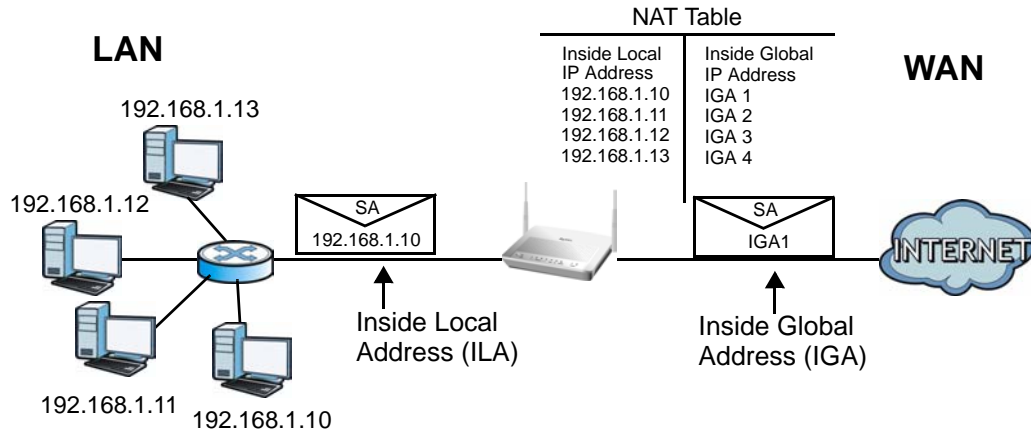 NAT Table
Inside Local
IP Address
192.168.1.10
192.168.1.11
192.168.1.12
192.168.1.13
Inside Global
IP Address
IGA 1
IGA 2
IGA 3
IGA 4
LAN
WAN
192.168.1.13
192.168.1.12
192.168.1.11
192.168.1.10
SA
192.168.1.10
SA
IGA1
INTERNET
Inside Local
Address (ILA)
Inside Global
Address (IGA)